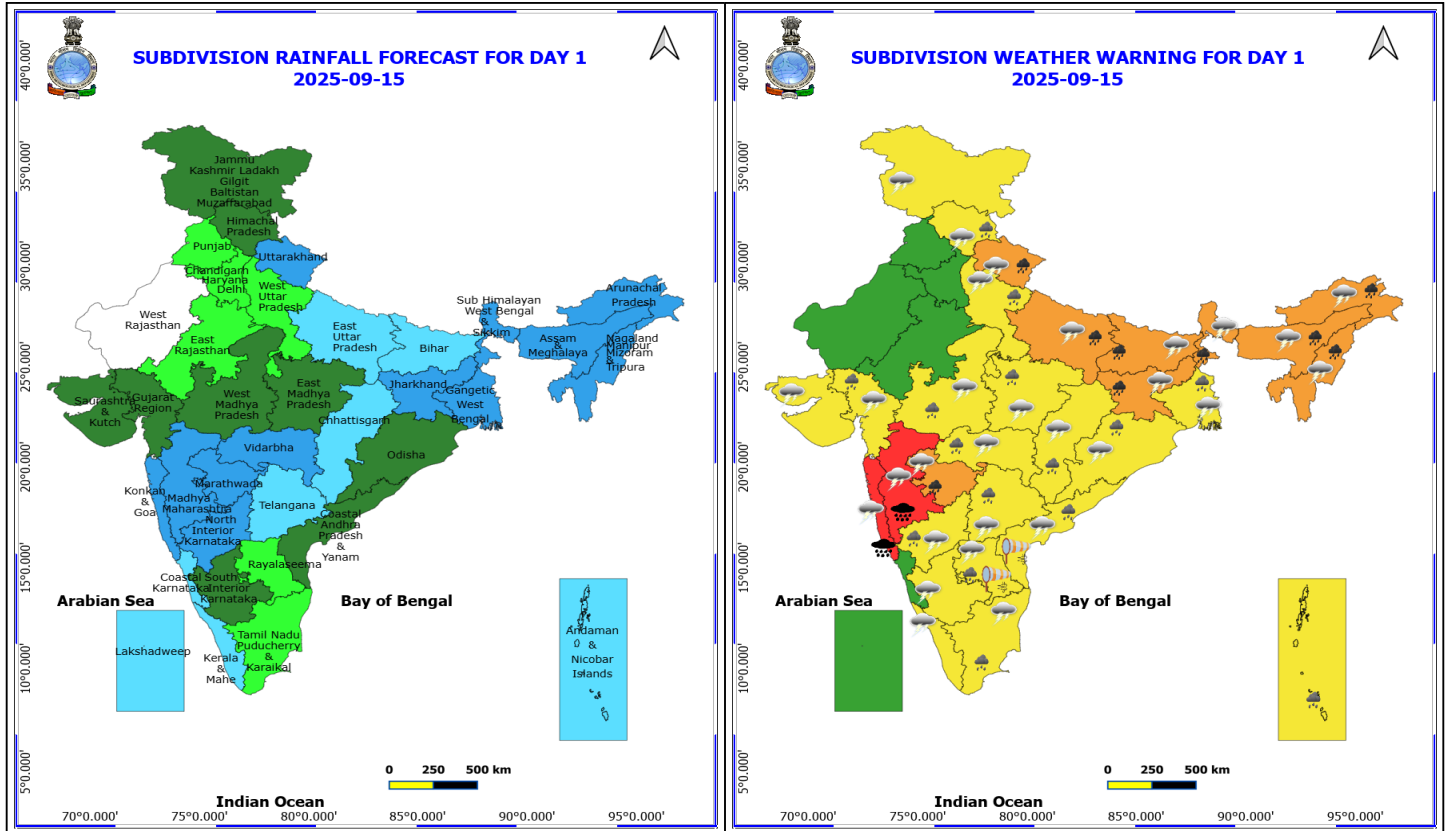 SUBDIVISION RAINFALL FORECAST FOR DAY 1
2025-09-15
40°0.000'
35°0.000'
30°0.000'
25°0.000'
20°0.000'
15°0.000'
10°0.000'
5°0.000'
Jammu
Kashmir Ladakh
Gilgit
Baltistan
Muzaffarabad
Himachal
Pradesh
Punjab
Uttarakhand
Chandigarh
Haryana
Delhi
West
Uttar
Pradesh
Arunachal
Pradesh
Sub Himalayan
West Bengal
&
Sikkim
West
Rajasthan
East
Rajasthan
East
Uttar
Pradesh
Bihar
Assam
&
Meghalaya
Nagaland
Manipur
Mizoram
&
Tripura
Saurashtra
&
Kutch
Gujarat
Region
West
Madhya
Pradesh
East
Madhya
Pradesh
Jharkhand
Gangetic
West
Bengal
Chhattisgarh
Odisha
Vidarbha
Konkan
&
Goa
Madhya
Maharashtra
Marathwada
Telangana
North
Interior
Karnataka
Coastal
Andhra
Pradesh
&
Yanam
Rayalaseema
Coastal
Karnataka
South
Interior
Karnataka
Arabian Sea
Bay of Bengal
Lakshadweep
Kerala
&
Mahe
Tamil Nadu
Puducherry
&
Karaikal
Andaman
&
Nicobar
Islands
0 250 500 km
Indian Ocean
70°0.000' 75°0.000' 80°0.000' 85°0.000' 90°0.000' 95°0.000'
SUBDIVISION WEATHER WARNING FOR DAY 1
2025-09-15
40°0.000'
35°0.000'
30°0.000'
25°0.000'
20°0.000'
15°0.000'
10°0.000'
5°0.000'
Arabian Sea
Bay of Bengal
0 250 500 km
Indian Ocean
70°0.000' 75°0.000' 80°0.000' 85°0.000' 90°0.000' 95°0.000'